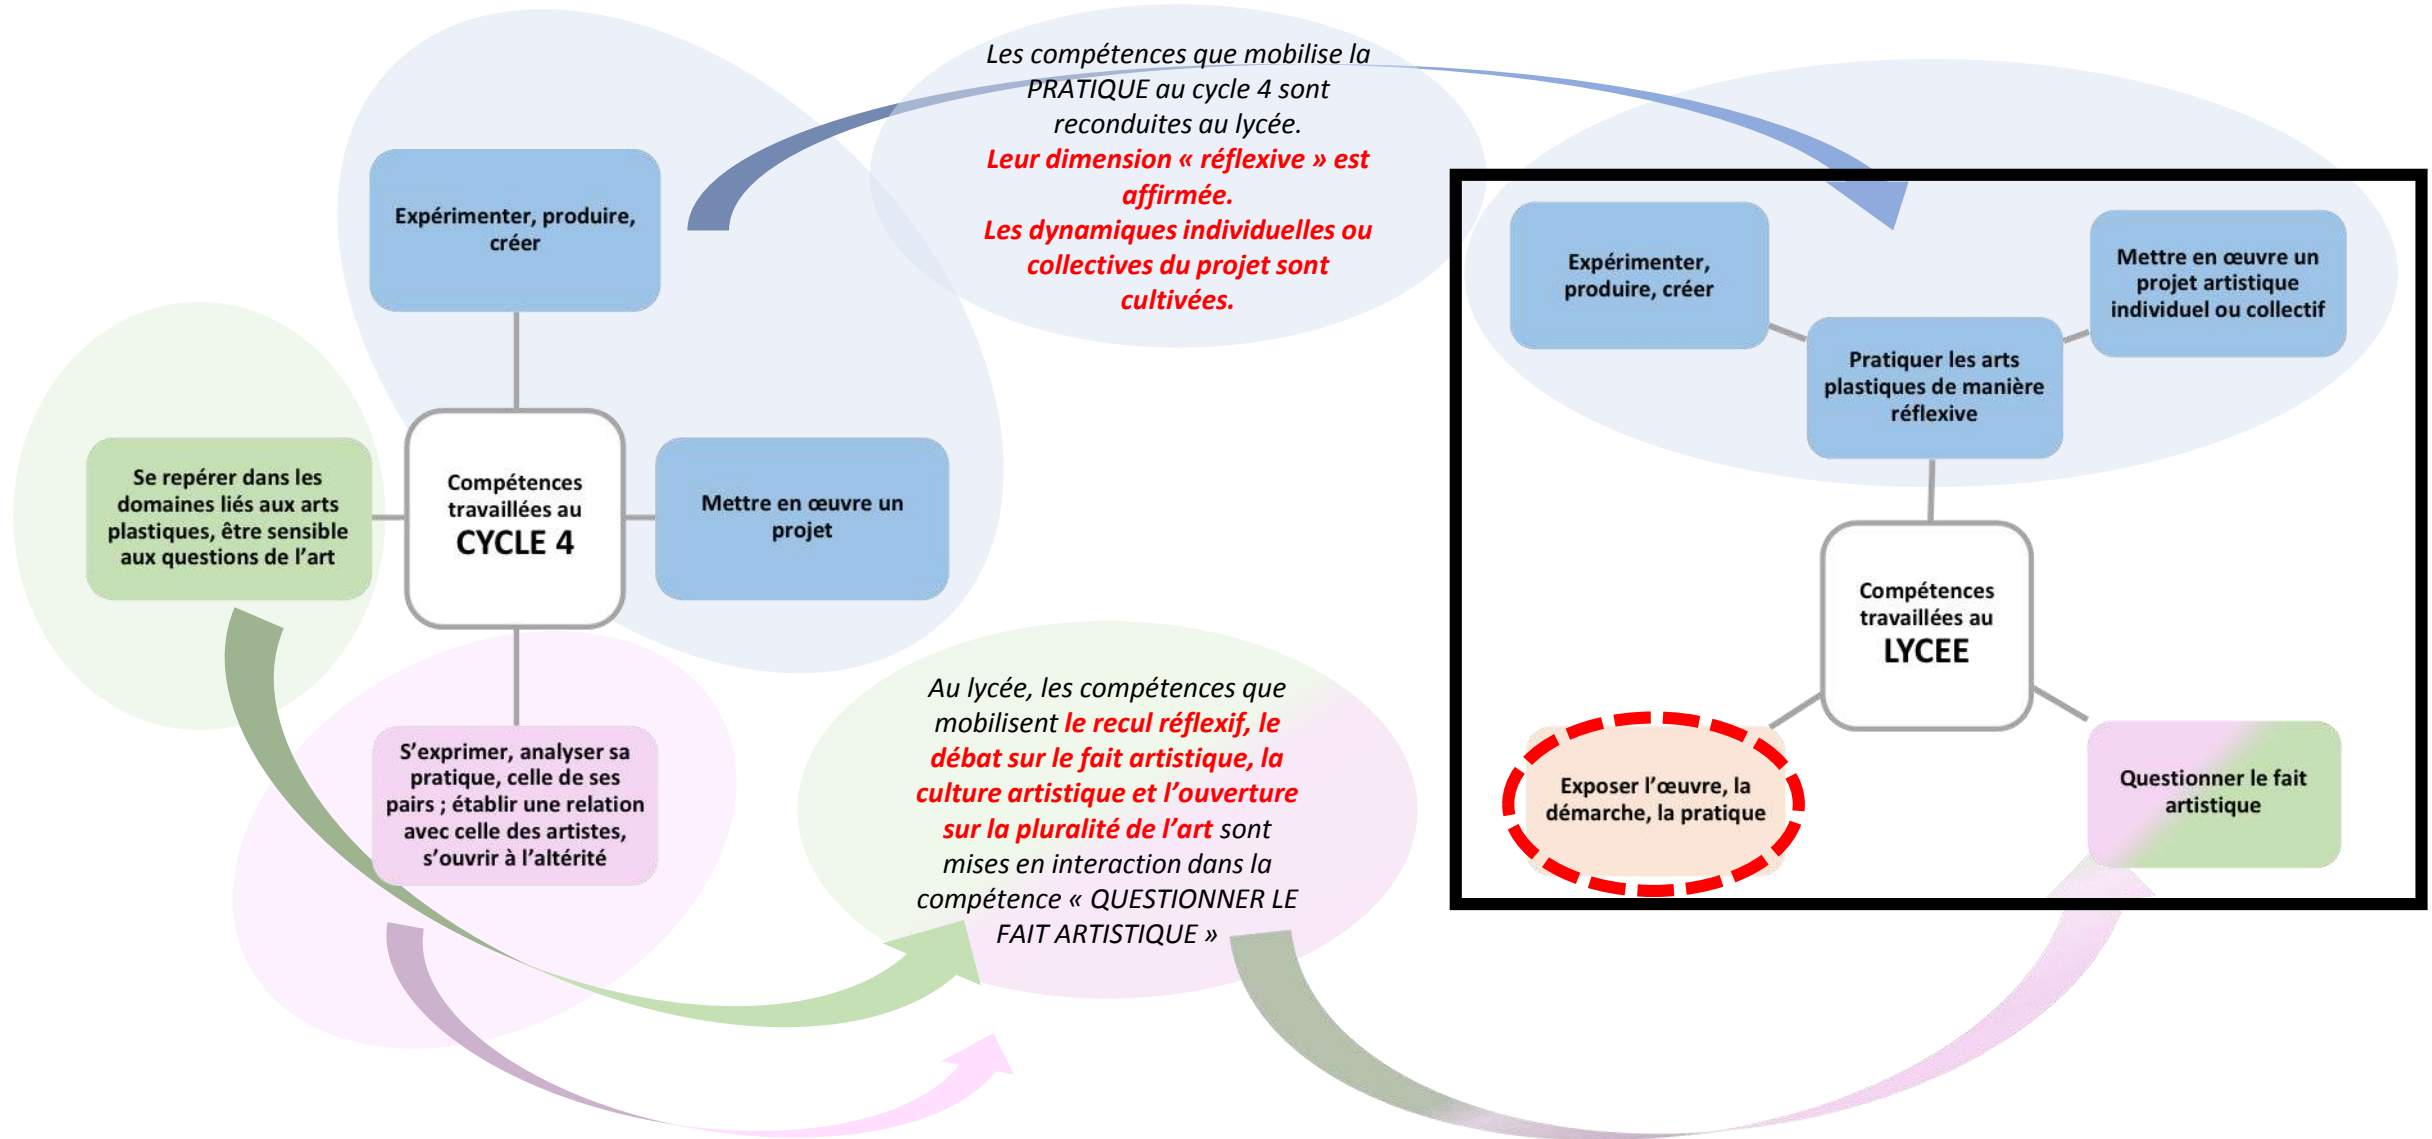 Les compétences que mobilise la
PRATIQUE au cycle 4 sont
reconduites au lycée.
Leur dimension « réflexive » est
affirmée.
Les dynamiques individuelles ou
collectives du projet sont
cultivées.
Expérimenter, produire,
créer
Se repérer dans les
domaines liés aux arts
plastiques, être sensible
aux questions de l’art
Compétences
travaillées au
CYCLE 4
Mettre en œuvre un
projet
S’exprimer, analyser sa
pratique, celle de ses
pairs ; établir une relation
avec celle des artistes,
s’ouvrir à l’altérité
Au lycée, les compétences que
mobilisent le recul réflexif, le
débat sur le fait artistique, la
culture artistique et l’ouverture
sur la pluralité de l’art sont
mises en interaction dans la
compétence « QUESTIONNER LE
FAIT ARTISTIQUE »
Expérimenter,
produire, créer
Mettre en œuvre un
projet artistique
individuel ou collectif
Pratiquer les arts
plastiques de manière
réflexive
Compétences
travaillées au
LYCEE
Exposer l’œuvre, la
démarche, la pratique
Questionner le fait
artistique